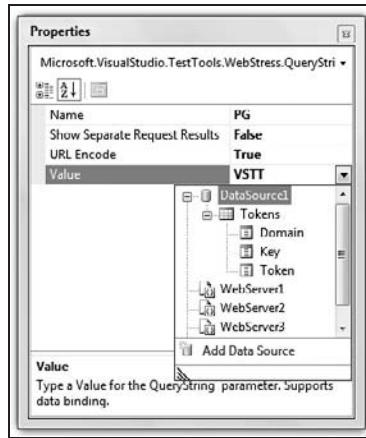 Properties
Microsoft.VisualStudio.TestTools.WebStress.QueryStri
Name PG
Show Separate Request Results False
URL Encode True
Value VSTT
DataSource1
Tokens
Domain
Key
Token
WebServer1
WebServer2
WebServer3
Add Data Source
Value
Type a Value for the QueryString parameter. Supports
data binding.